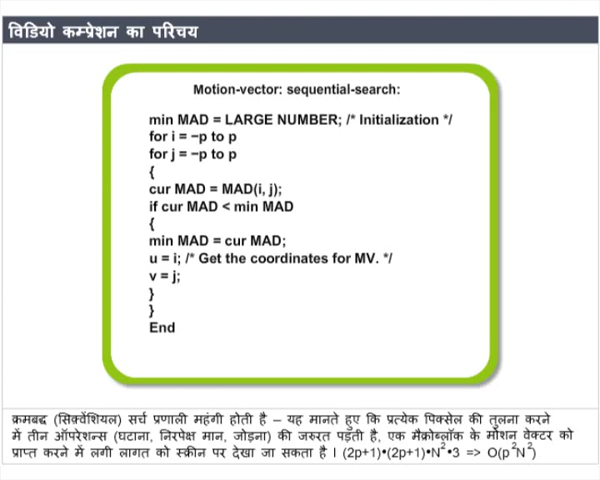 विडियो कम्प्रेशन का परिचय
Motion-vector: sequential-search:
min MAD = LARGE NUMBER; /* Initialization */
for i = −p to p
for j = −p to p
{
cur MAD = MAD(i, j);
if cur MAD < min MAD
{
min MAD = cur MAD;
u = i; /* Get the coordinates for MV. */
v = j;
}
}
End
क्रमबद्ध (सिक्वेंशियल) सर्च प्रणाली महंगी होती है – यह मानते हुए कि प्रत्येक पिक्सेल की तुलना करने
में तीन ऑपरेशन्स (घटाना, निरपेक्ष मान, जोड़ना) की जरुरत पड़ती है, एक मैक्रोब्लॉक के मोशन वेक्टर को
प्राप्त करने में लगी लागत को स्क्रीन पर देखा जा सकता है । (2p+1)•(2p+1)•N²•3 => O(p²N²)